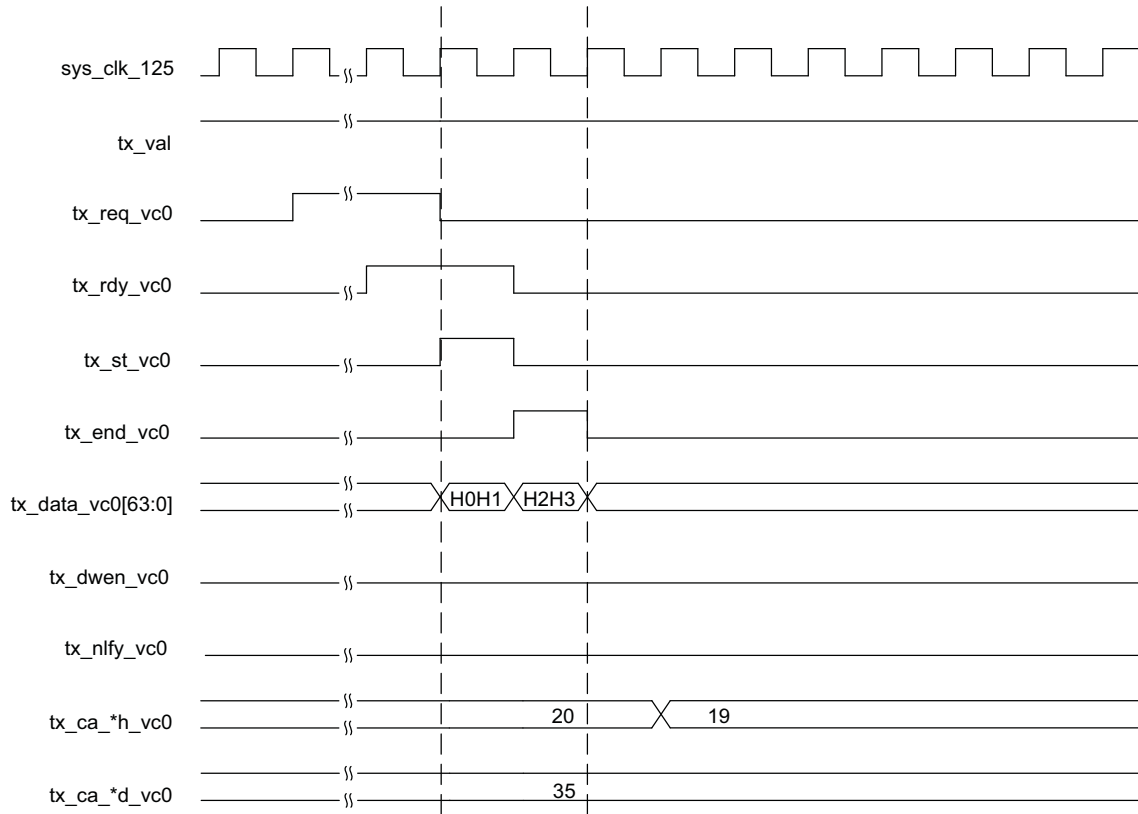 sys_clk_125
tx_val
tx_req_vc0
tx_rdy_vc0
tx_st_vc0
tx_end_vc0
tx_data_vc0[63:0] H0H1 H2H3
tx_dwen_vc0
tx_nlfy_vc0
tx_ca_*h_vc0 20 19
tx_ca_*d_vc0 35